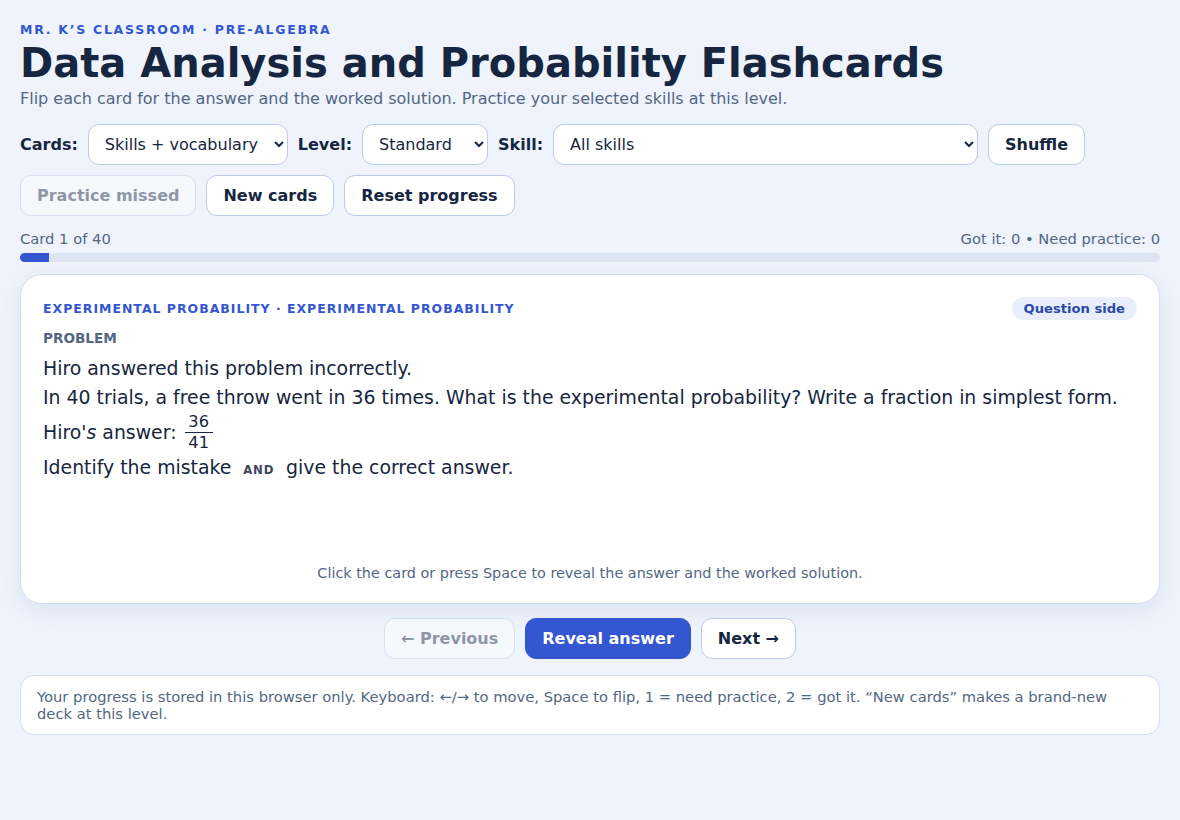 MR. K’S CLASSROOM · PRE-ALGEBRA
Data Analysis and Probability Flashcards
Flip each card for the answer and the worked solution. Practice your selected skills at this level.
Cards: Skills + vocabulary Level: Standard Skill: All skills Shuffle
Practice missed New cards Reset progress
Card 1 of 40 Got it: 0 • Need practice: 0
EXPERIMENTAL PROBABILITY · EXPERIMENTAL PROBABILITY Question side
PROBLEM
Hiro answered this problem incorrectly.
In 40 trials, a free throw went in 36 times. What is the experimental probability? Write a fraction in simplest form.
Hiro's answer: 36/41
Identify the mistake AND give the correct answer.
Click the card or press Space to reveal the answer and the worked solution.
← Previous Reveal answer Next →
Your progress is stored in this browser only. Keyboard: ←/→ to move, Space to flip, 1 = need practice, 2 = got it. “New cards” makes a brand-new
deck at this level.